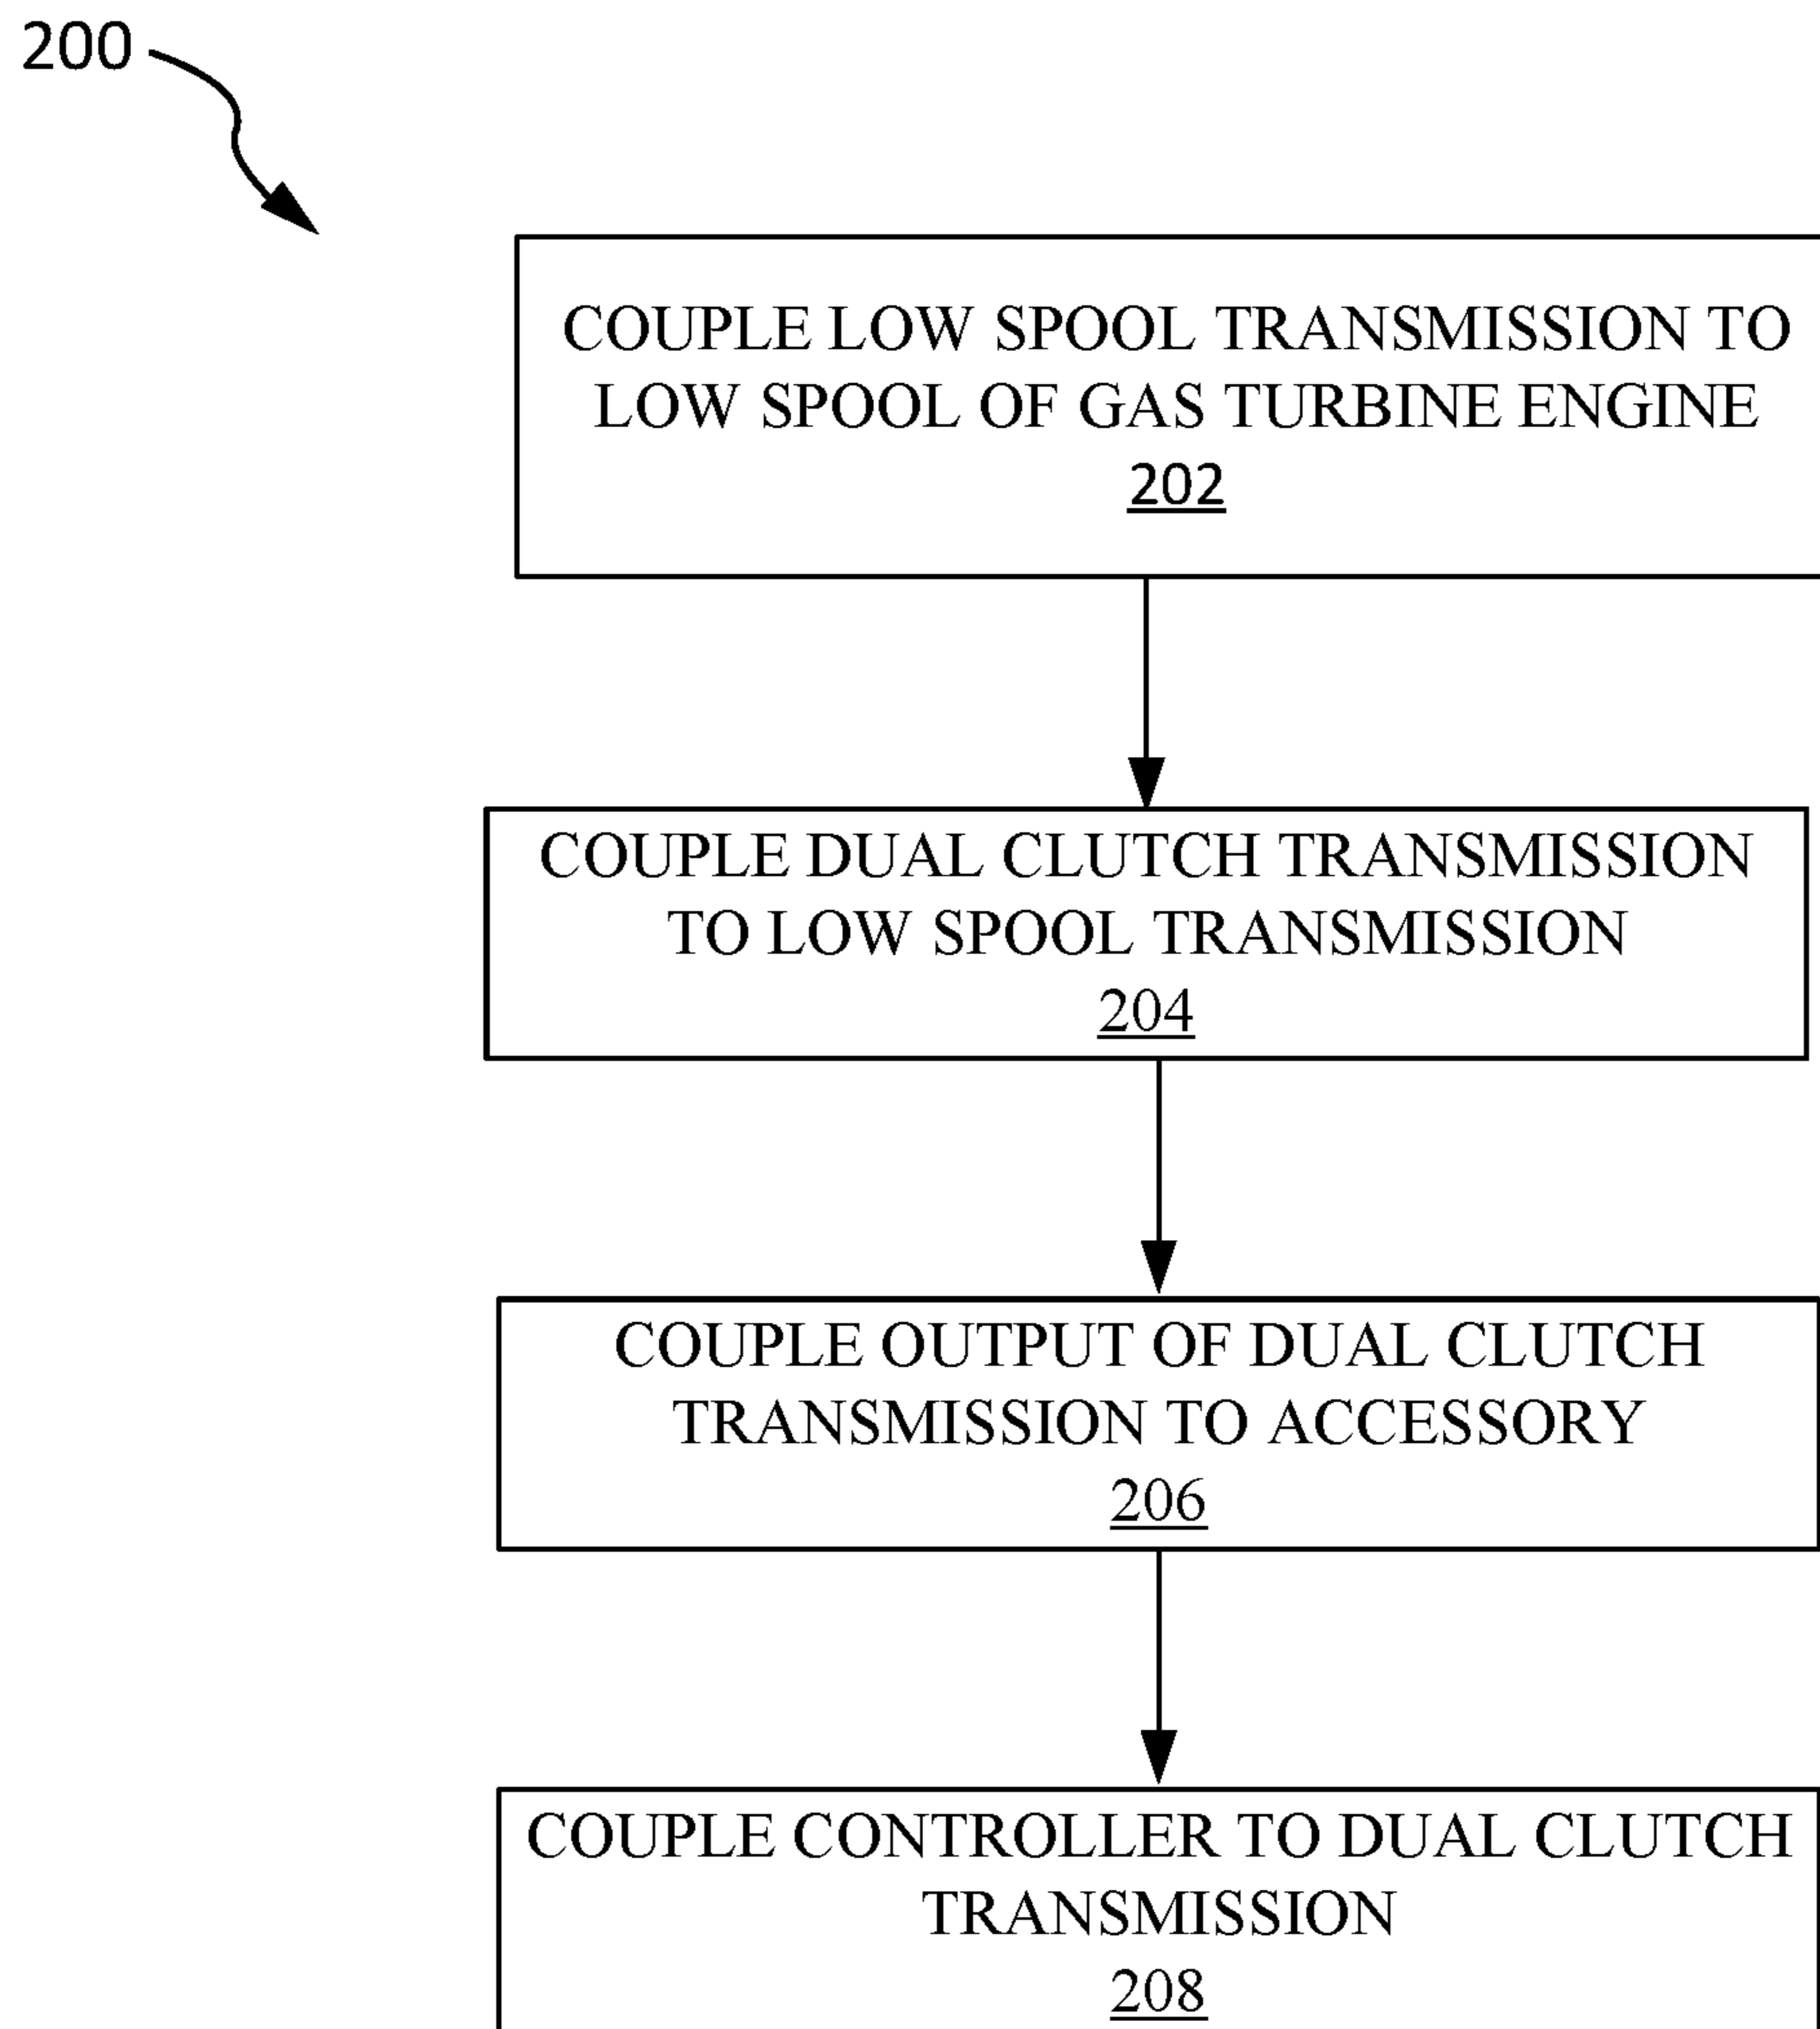 200
COUPLE LOW SPOOL TRANSMISSION TO
LOW SPOOL OF GAS TURBINE ENGINE
202
COUPLE DUAL CLUTCH TRANSMISSION
TO LOW SPOOL TRANSMISSION
204
COUPLE OUTPUT OF DUAL CLUTCH
TRANSMISSION TO ACCESSORY
206
COUPLE CONTROLLER TO DUAL CLUTCH
TRANSMISSION
208